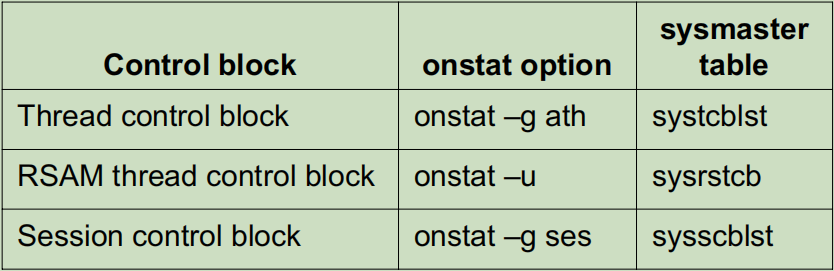 Control block onstat option sysmaster table
Thread control block onstat –g ath systcblst
RSAM thread control block onstat –u sysrstcb
Session control block onstat –g ses sysscblst